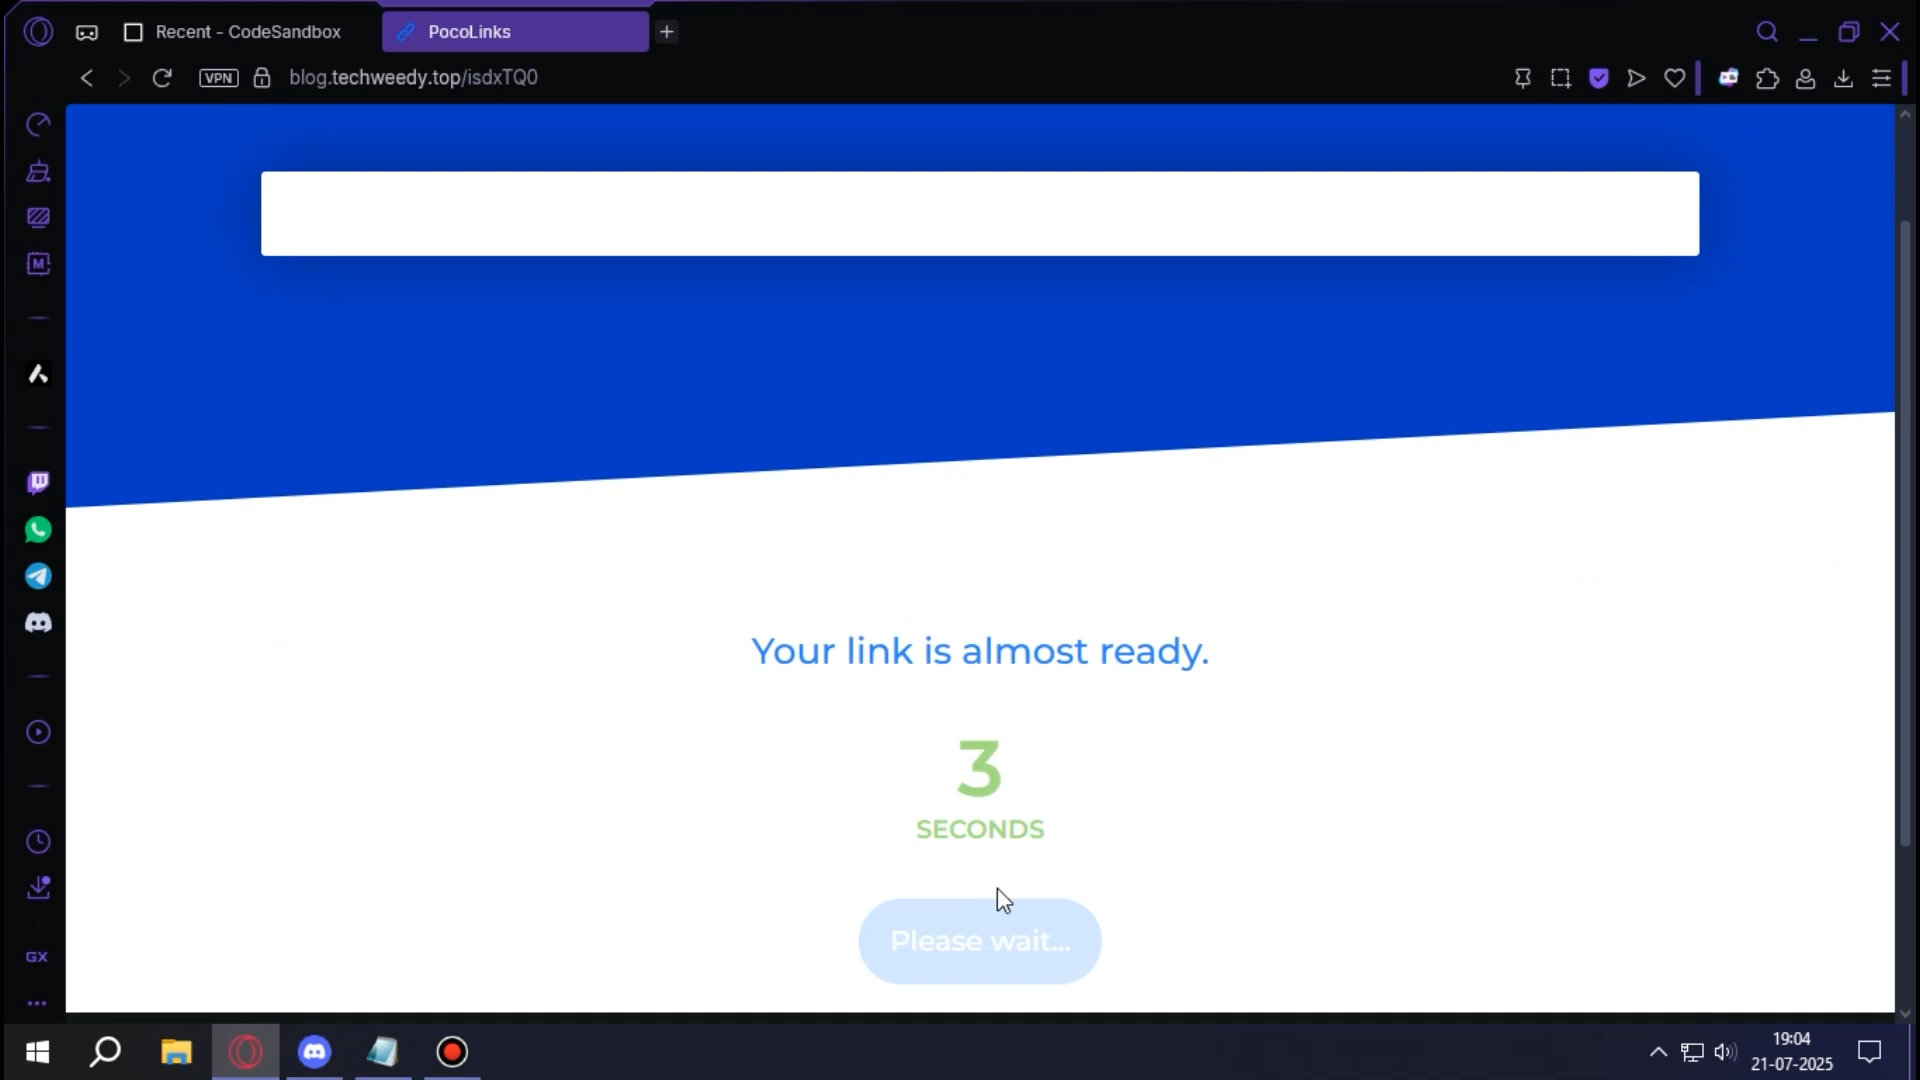 Recent - CodeSandbox
PocoLinks
VPN
blog.techweedy.top/isdxTQ0
M
Your link is almost ready.
3
SECONDS
Please wait...
GX
19:04
21-07-2025